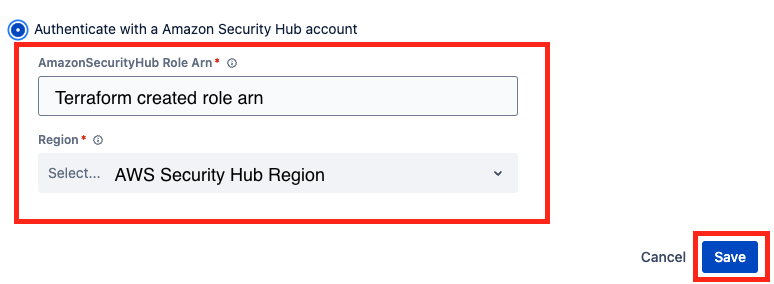 Authenticate with a Amazon Security Hub account
AmazonSecurityHub Role Arn*
Terraform created role arn
Region*
Select... AWS Security Hub Region
Cancel Save